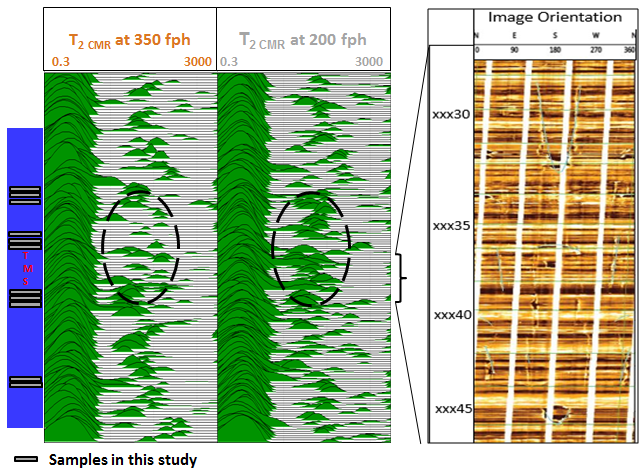 T2 CMR at 350 fph
T2 CMR at 200 fph
0.3 3000
0.3 3000
Image Orientation
N E S W N
0 90 180 270 360
xxx30
xxx35
xxx40
xxx45
T
M
S
Samples in this study